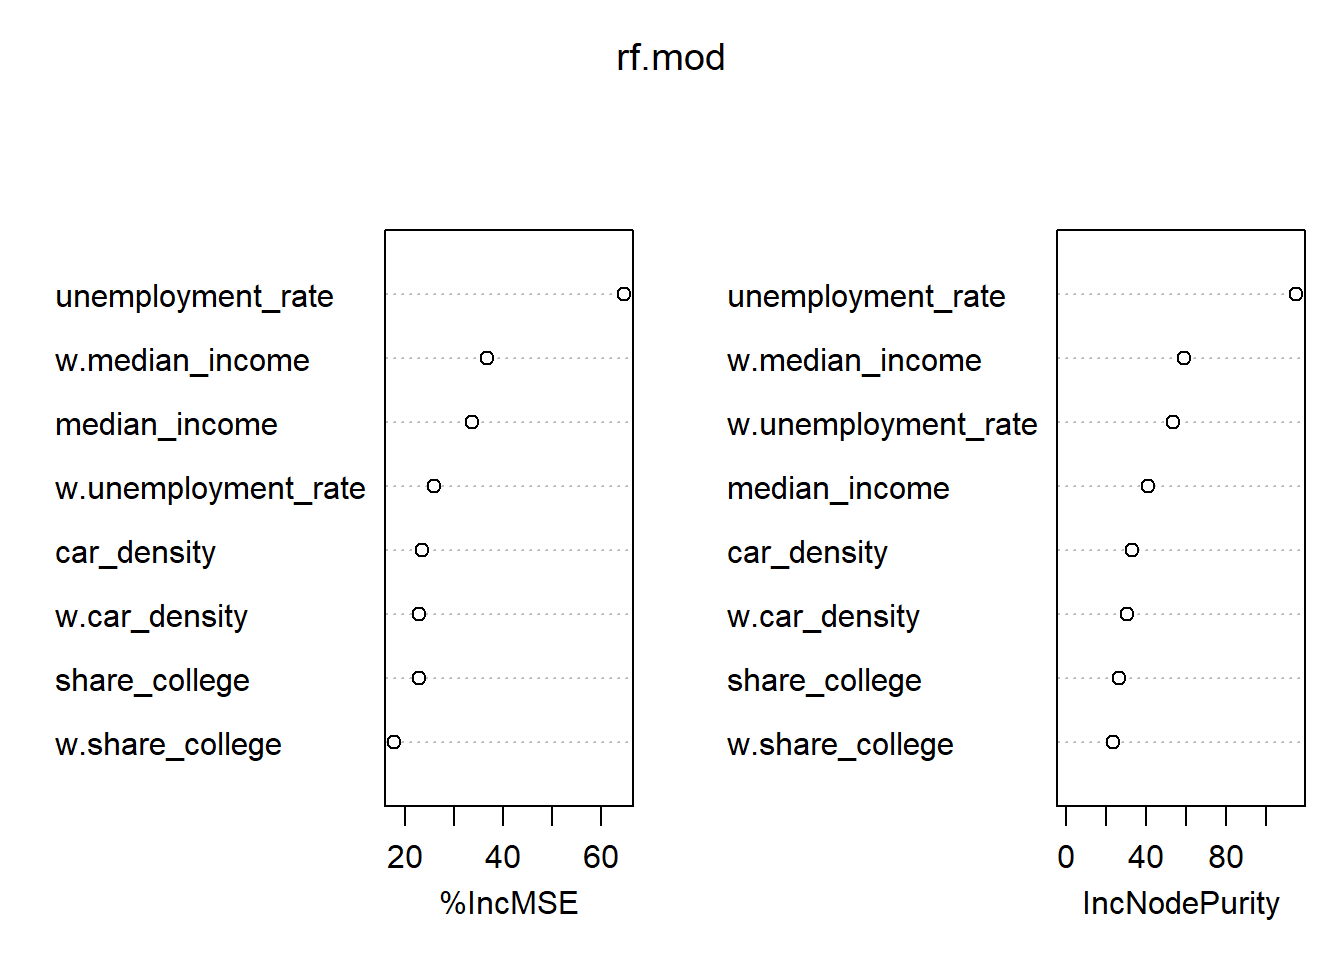 rf.mod
unemployment_rate
w.median_income
median_income
w.unemployment_rate
car_density
w.car_density
share_college
w.share_college
20 40 60
%IncMSE
unemployment_rate
w.median_income
w.unemployment_rate
median_income
car_density
w.car_density
share_college
w.share_college
0 40 80
IncNodePurity